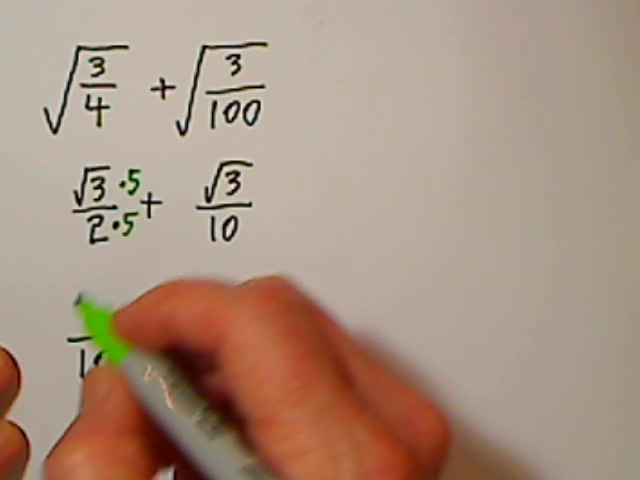 √(3/4) + √(3/100)
√3·5/2·5 + √3/10